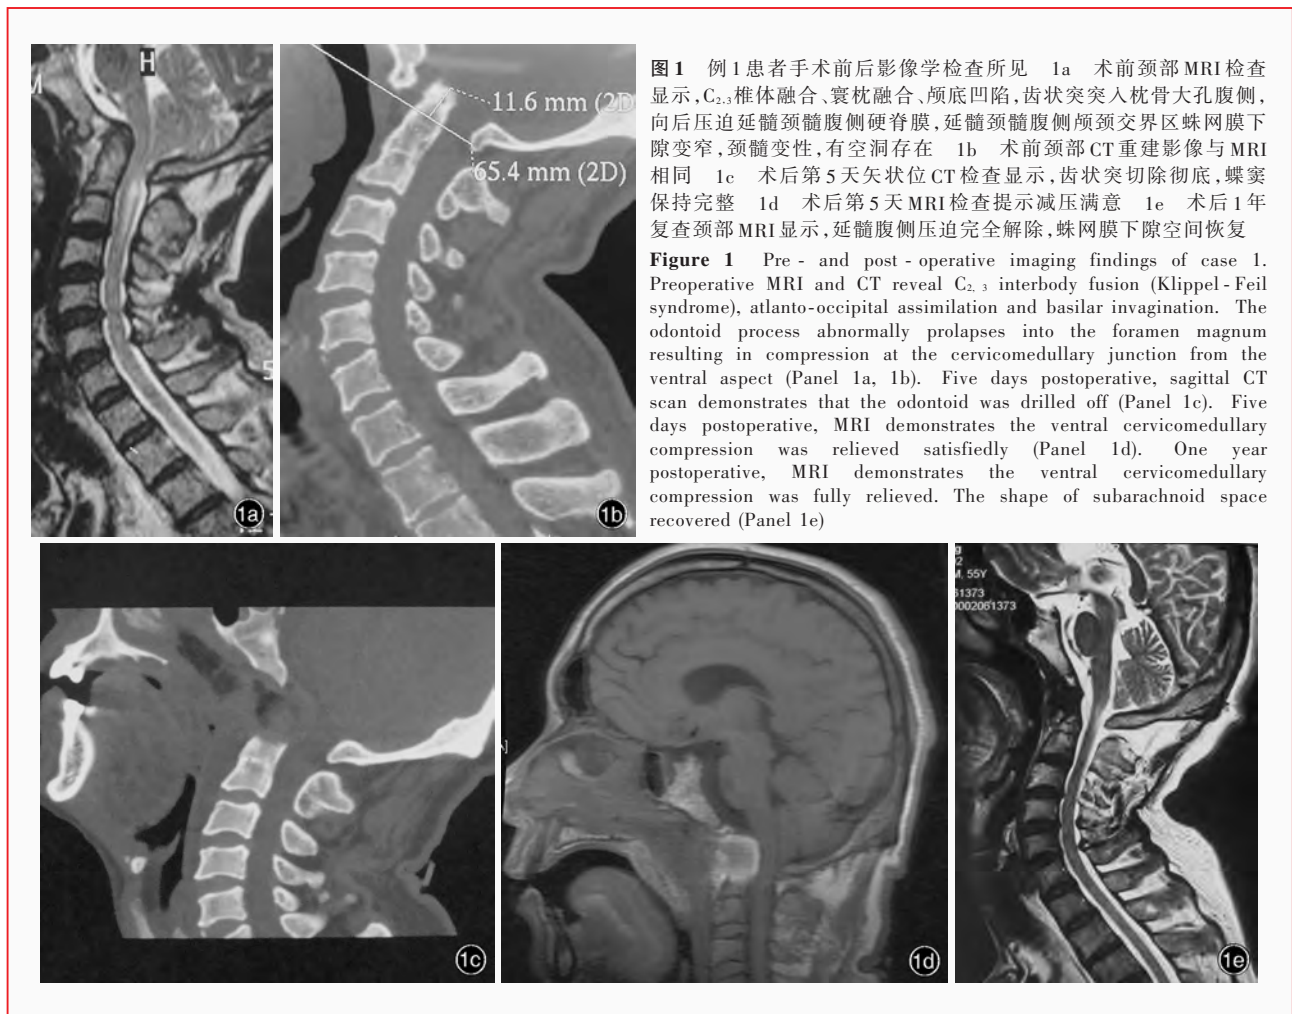 H
M
11.6 mm (2D
65.4 mm (2D)
5
1a
1b
图1 例1患者手术前后影像学检查所见 1a 术前颈部MRI检查
显示,C₂,₃椎体融合、寰枕融合、颅底凹陷,齿状突突入枕骨大孔腹侧,
向后压迫延髓颈髓腹侧硬脊膜,延髓颈髓腹侧颅颈交界区蛛网膜下
隙变窄,颈髓变性,有空洞存在 1b 术前颈部CT重建影像与MRI
相同 1c 术后第5天矢状位CT检查显示,齿状突切除彻底,蝶窦
保持完整 1d 术后第5天MRI检查提示减压满意 1e 术后1年
复查颈部MRI显示,延髓腹侧压迫完全解除,蛛网膜下隙空间恢复
Figure 1 Pre - and post - operative imaging findings of case 1.
Preoperative MRI and CT reveal C₂, ₃ interbody fusion (Klippel - Feil
syndrome), atlanto-occipital assimilation and basilar invagination. The
odontoid process abnormally prolapses into the foramen magnum
resulting in compression at the cervicomedullary junction from the
ventral aspect (Panel 1a, 1b). Five days postoperative, sagittal CT
scan demonstrates that the odontoid was drilled off (Panel 1c). Five
days postoperative, MRI demonstrates the ventral cervicomedullary
compression was relieved satisfiedly (Panel 1d). One year
postoperative, MRI demonstrates the ventral cervicomedullary
compression was fully relieved. The shape of subarachnoid space
recovered (Panel 1e)
1c
1d
g
02
M, 55Y
61373
0002061373
1e